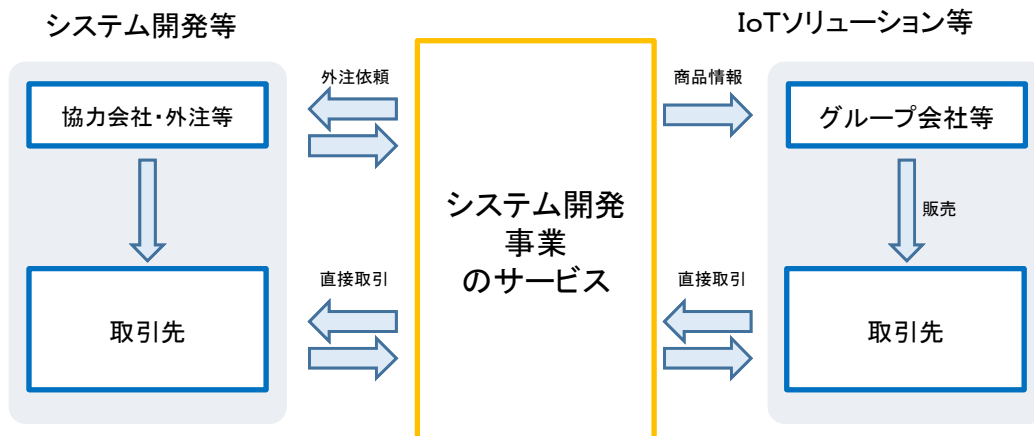 システム開発等
IoTソリューション等
外注依頼
商品情報
協力会社・外注等
グループ会社等
システム開発
事業
のサービス
販売
直接取引
直接取引
取引先
取引先